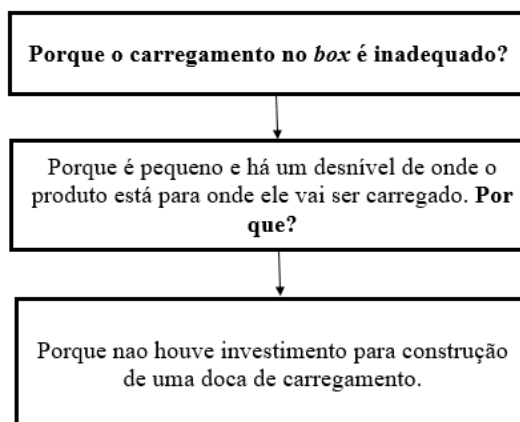 Porque o carregamento no box é inadequado?
Porque é pequeno e há um desnível de onde o
produto está para onde ele vai ser carregado. Por
que?
Porque nao houve investimento para construção
de uma doca de carregamento.